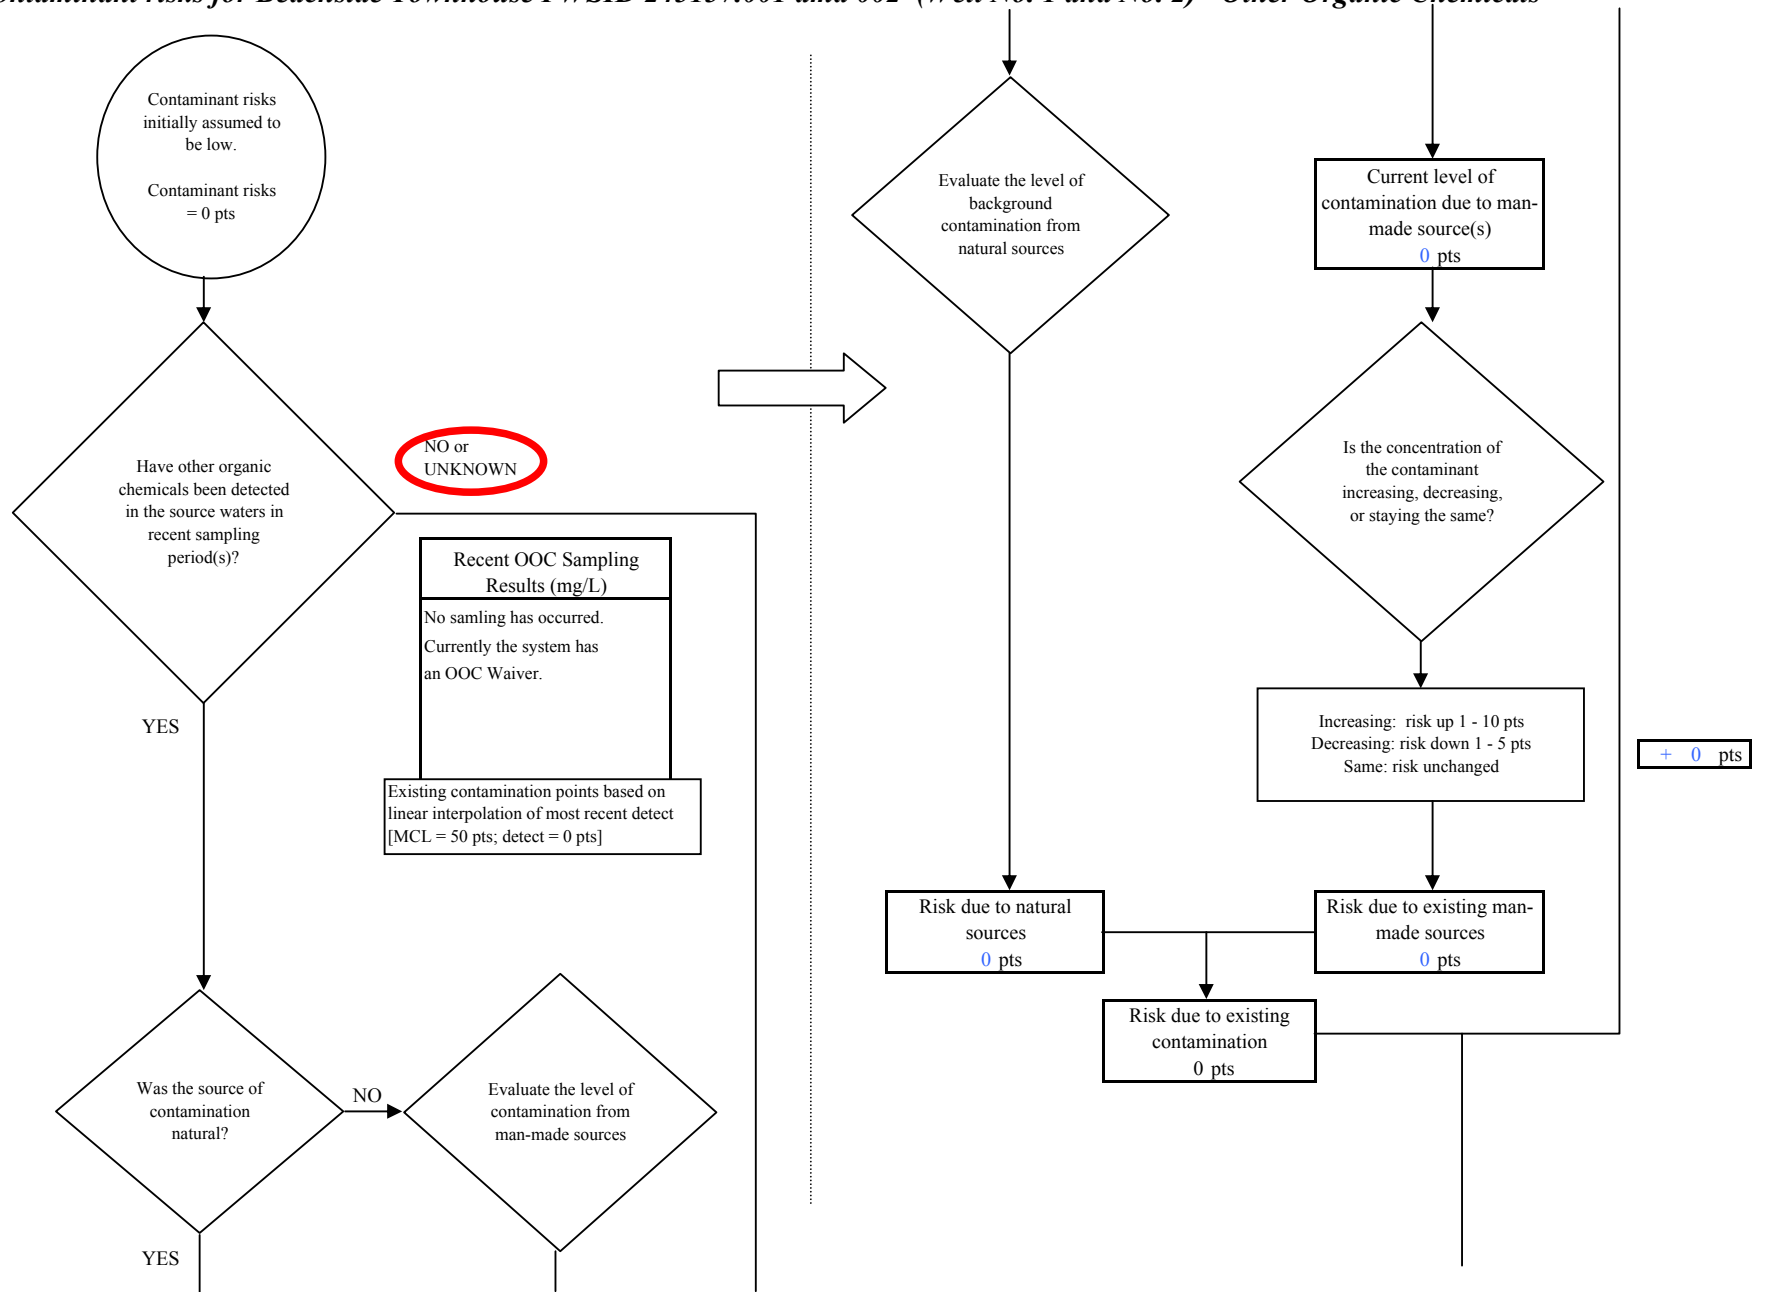 Contaminant risks
initially assumed to
be low.
Contaminant risks
= 0 pts
Have other organic
chemicals been detected
in the source waters in
recent sampling
period(s)?
NO or
UNKNOWN
Recent OOC Sampling
Results (mg/L)
No samling has occurred.
Currently the system has
an OOC Waiver.
Existing contamination points based on
linear interpolation of most recent detect
[MCL = 50 pts; detect = 0 pts]
YES
Was the source of
contamination
natural?
NO
Evaluate the level of
contamination from
man-made sources
YES
Evaluate the level of
background
contamination from
natural sources
Current level of
contamination due to man-
made source(s)
0 pts
Is the concentration of
the contaminant
increasing, decreasing,
or staying the same?
Increasing: risk up 1 - 10 pts
Decreasing: risk down 1 - 5 pts
Same: risk unchanged
+ 0 pts
Risk due to natural
sources
0 pts
Risk due to existing man-
made sources
0 pts
Risk due to existing
contamination
0 pts